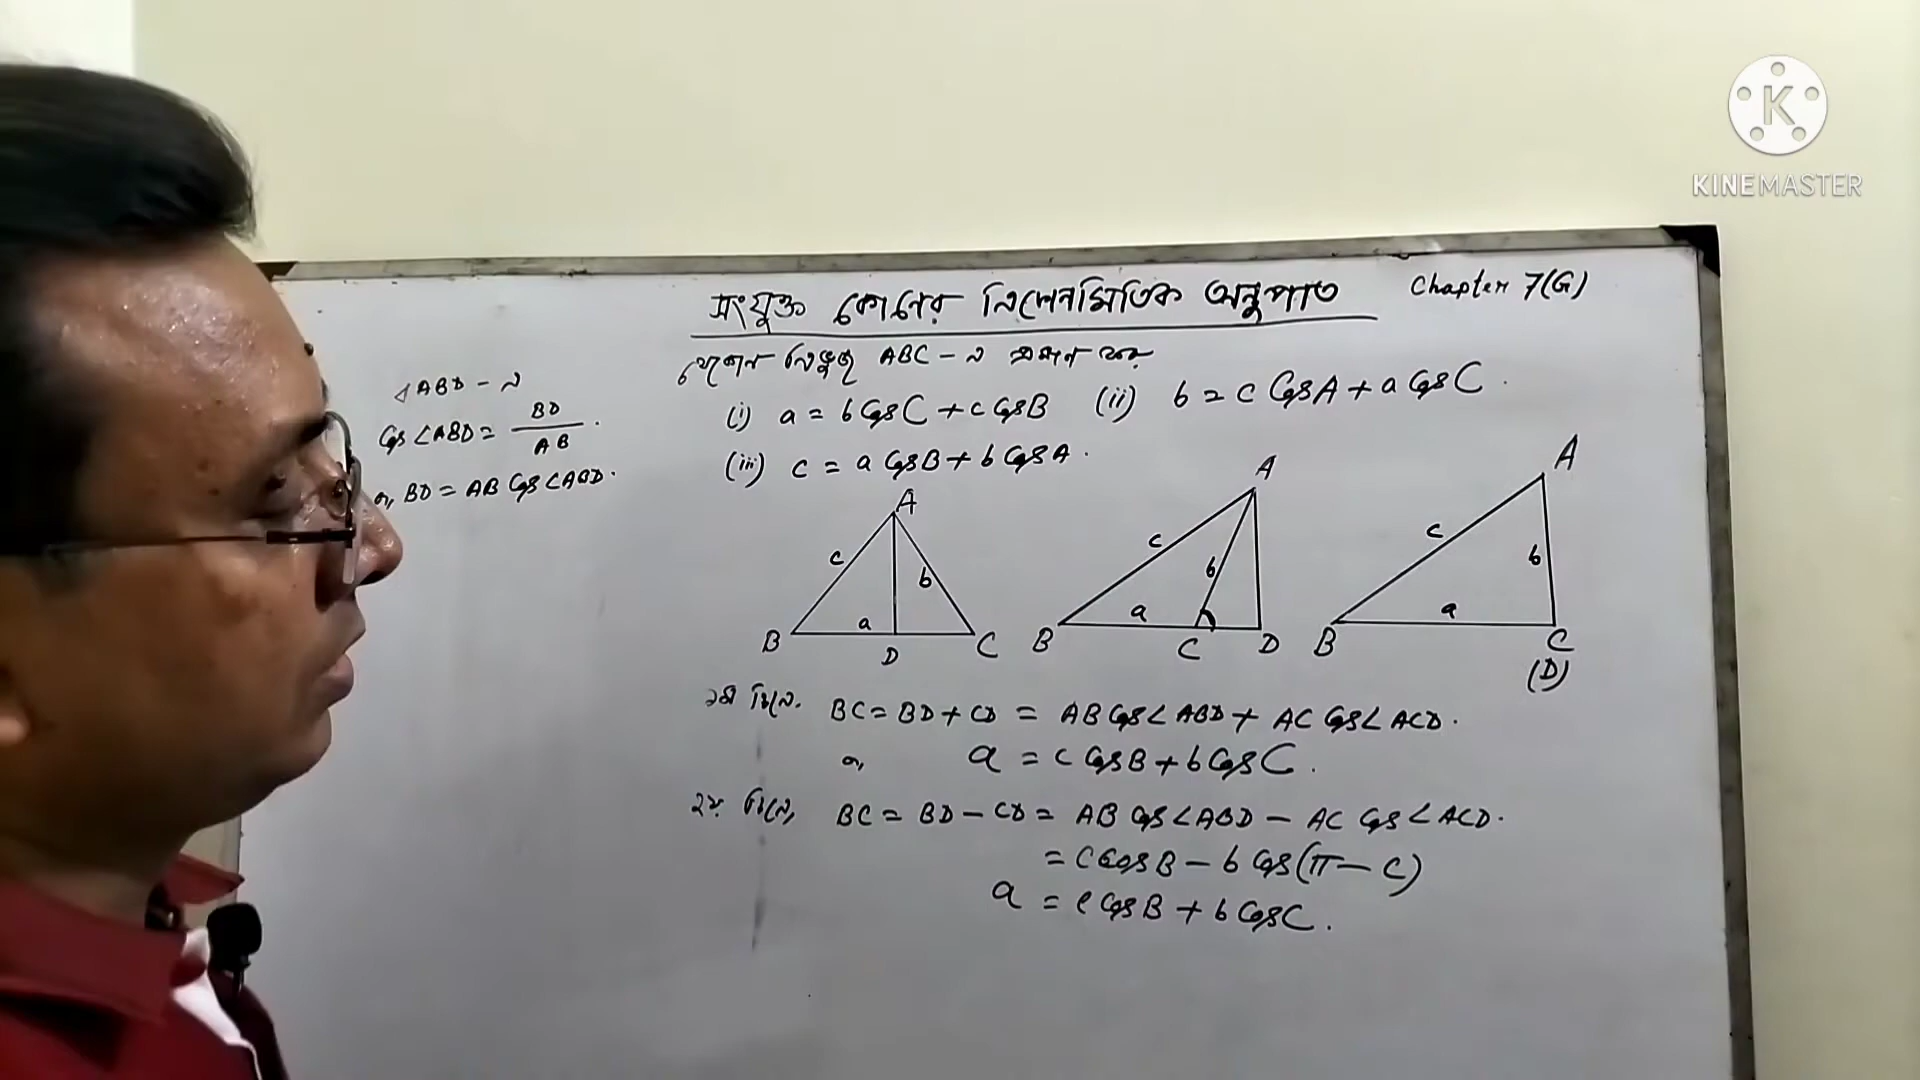 সংযুক্ত কোণের ত্রিকোণমিতিক অনুপাত Chapter 7(G)
যেকোন ত্রিভুজ ABC - এ প্রমাণ কর
(i) a = b Cos C + c Cos B (ii) b = c Cos A + a Cos C.
(iii) c = a Cos B + b Cos A.
△ABD - এ
Cos ∠ABD = BD / AB.
বা, BD = AB Cos ∠ABD.
A
c b
a
B D C
A
c b
a
B C D
A
c b
a
B C
(D)
১ম চিত্রে. BC = BD + CD = AB Cos ∠ABD + AC Cos ∠ACD.
বা, a = c Cos B + b Cos C.
২য় চিত্রে, BC = BD - CD = AB Cos ∠ABD - AC Cos ∠ACD.
= c Cos B - b Cos (π - C)
a = c Cos B + b Cos C.
K
KINEMASTER